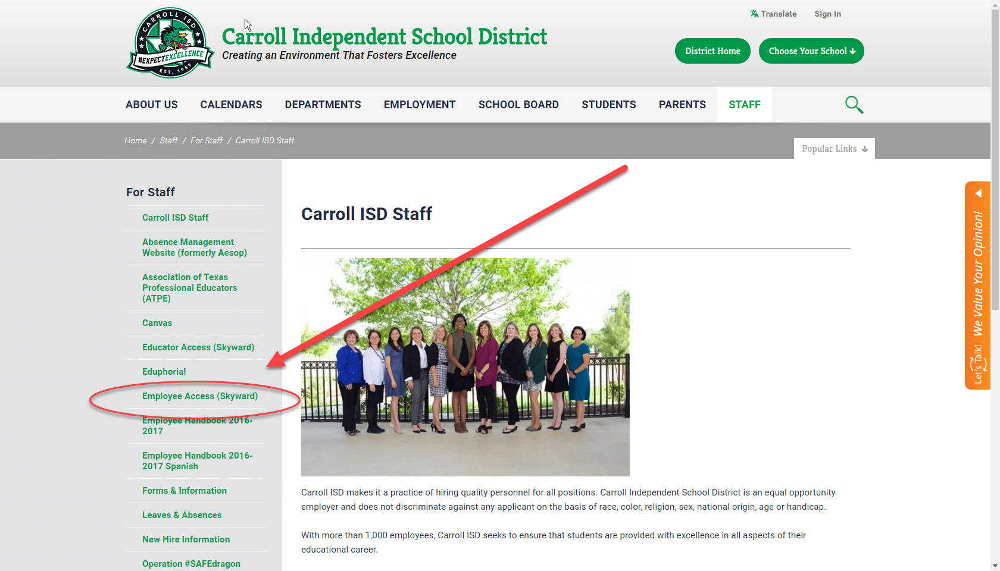 CARROLL ISD
#EXPECTEXCELLENCE
EST. 1959
Carroll Independent School District
Creating an Environment That Fosters Excellence
Translate
Sign In
District Home
Choose Your School
ABOUT US
CALENDARS
DEPARTMENTS
EMPLOYMENT
SCHOOL BOARD
STUDENTS
PARENTS
STAFF
Home / Staff / For Staff / Carroll ISD Staff
Popular Links
For Staff
Carroll ISD Staff
Absence Management
Website (formerly Aesop)
Association of Texas
Professional Educators
(ATPE)
Canvas
Educator Access (Skyward)
Eduphoria!
Employee Access (Skyward)
Employee Handbook 2016-
2017
Employee Handbook 2016-
2017 Spanish
Forms & Information
Leaves & Absences
New Hire Information
Operation #SAFEdragon
Carroll ISD Staff
Carroll ISD makes it a practice of hiring quality personnel for all positions. Carroll Independent School District is an equal opportunity
employer and does not discriminate against any applicant on the basis of race, color, religion, sex, national origin, age or handicap.
With more than 1,000 employees, Carroll ISD seeks to ensure that students are provided with excellence in all aspects of their
educational career.
Let's Talk! We Value Your Opinion!